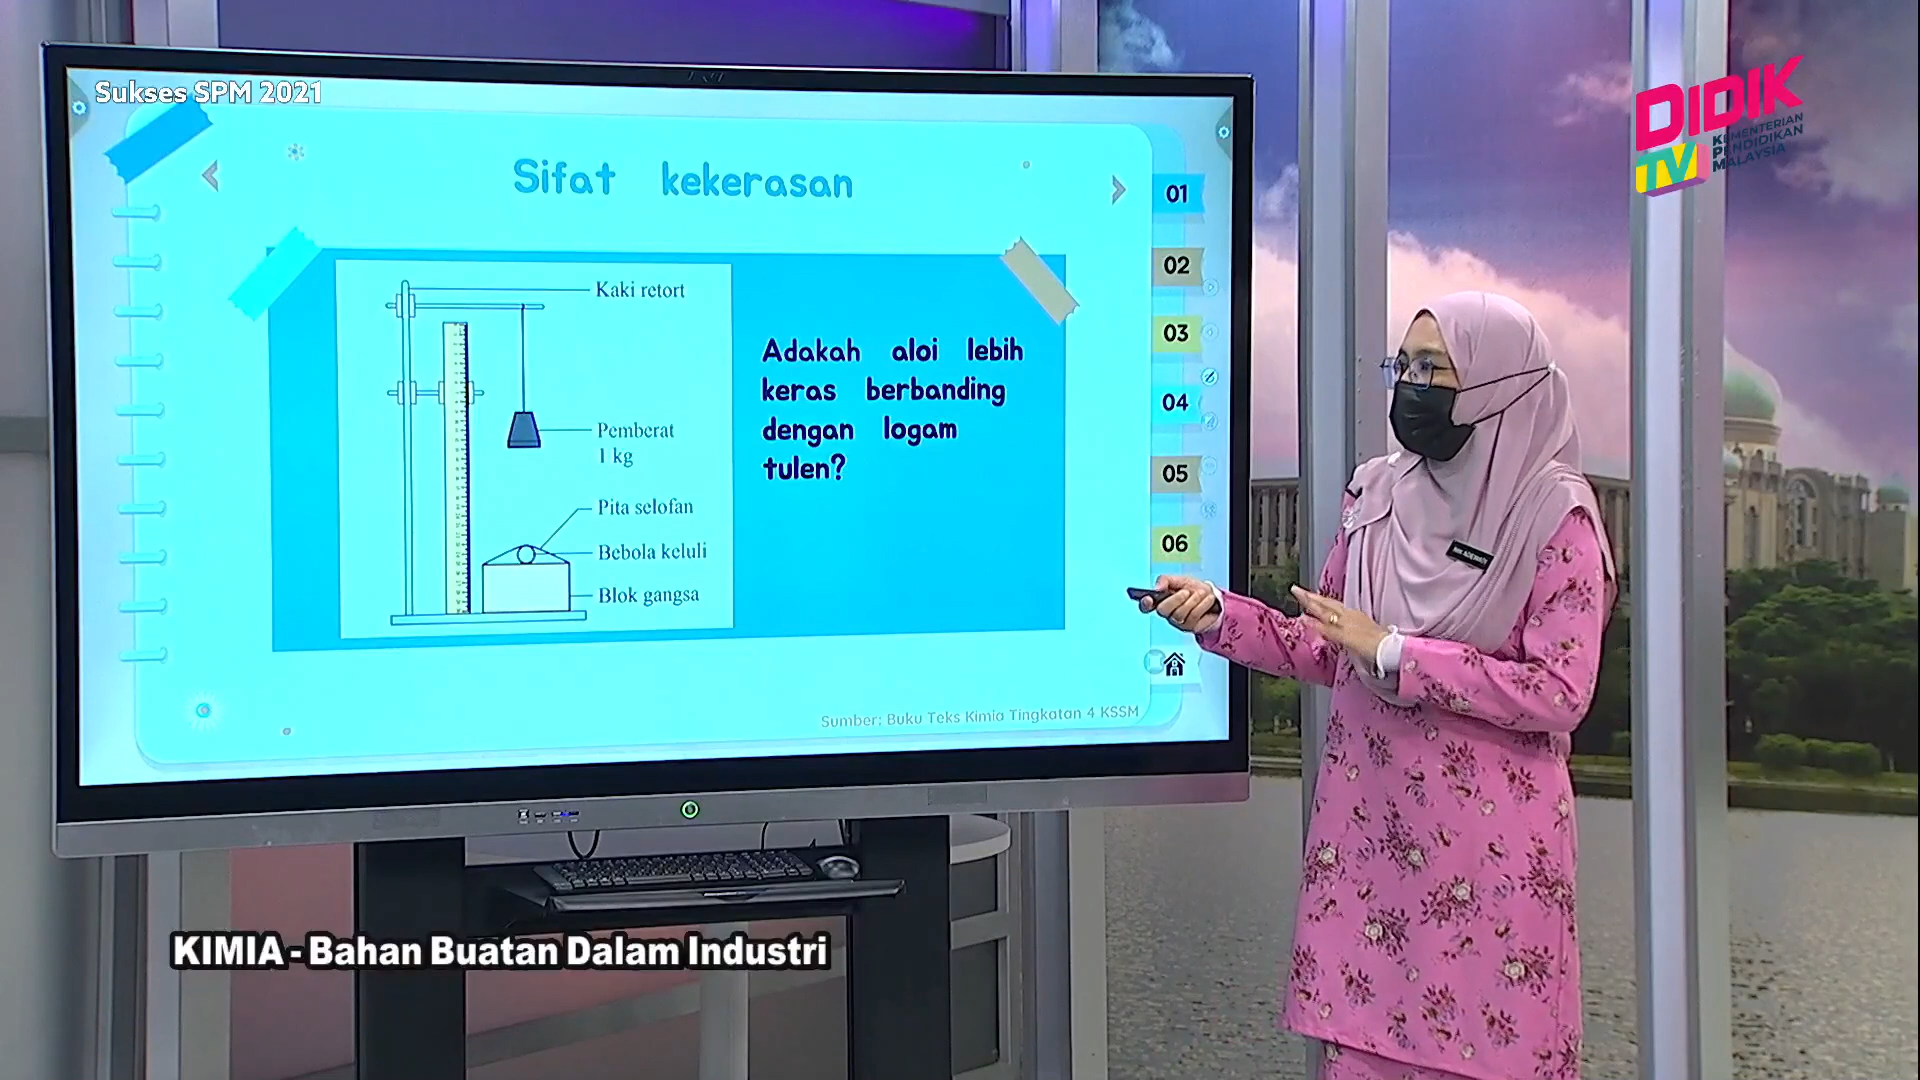 Sukses SPM 2021
DIDIK
TV
KEMENTERIAN
PENDIDIKAN
MALAYSIA
Sifat kekerasan
Kaki retort
Pemberat
1 kg
Pita selofan
Bebola keluli
Blok gangsa
Adakah aloi lebih
keras berbanding
dengan logam
tulen?
01
02
03
04
05
06
Sumber: Buku Teks Kimia Tingkatan 4 KSSM
KIMIA - Bahan Buatan Dalam Industri